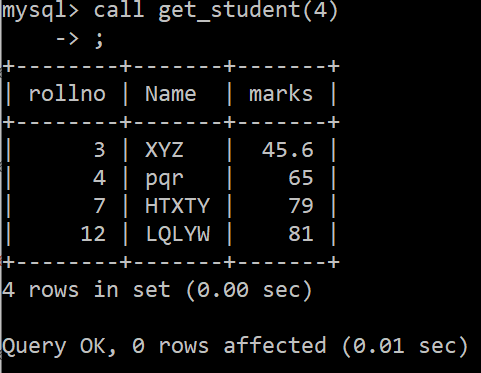 mysql> call get_student(4)
    -> ;
+--------+-------+-------+
| rollno | Name  | marks |
+--------+-------+-------+
|      3 | XYZ   |  45.6 |
|      4 | pqr   |    65 |
|      7 | HTXTY |    79 |
|     12 | LQLYW |    81 |
+--------+-------+-------+
4 rows in set (0.00 sec)

Query OK, 0 rows affected (0.01 sec)